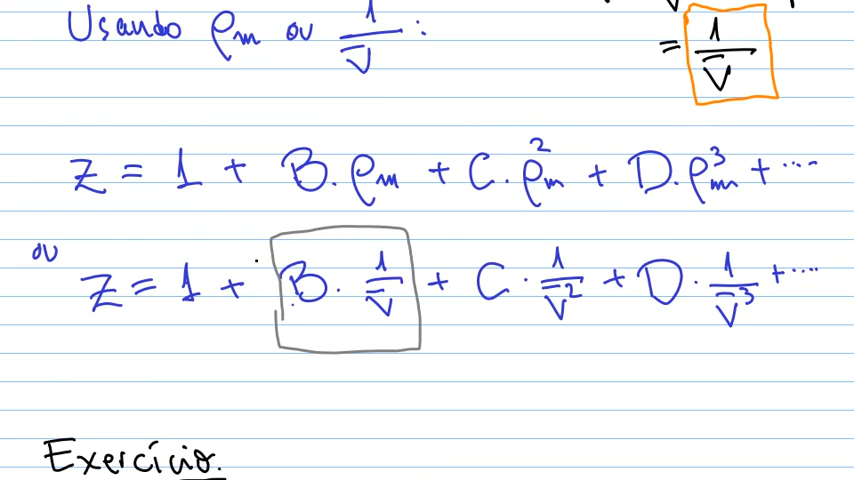 Usando ρm ou 1/V̄ :
= 1/V̄
Z = 1 + B.ρm + C.ρm² + D.ρm³ + ....
ou Z = 1 + B. 1/V̄ + C. 1/V̄² + D. 1/V̄³ + ....
Exercício.